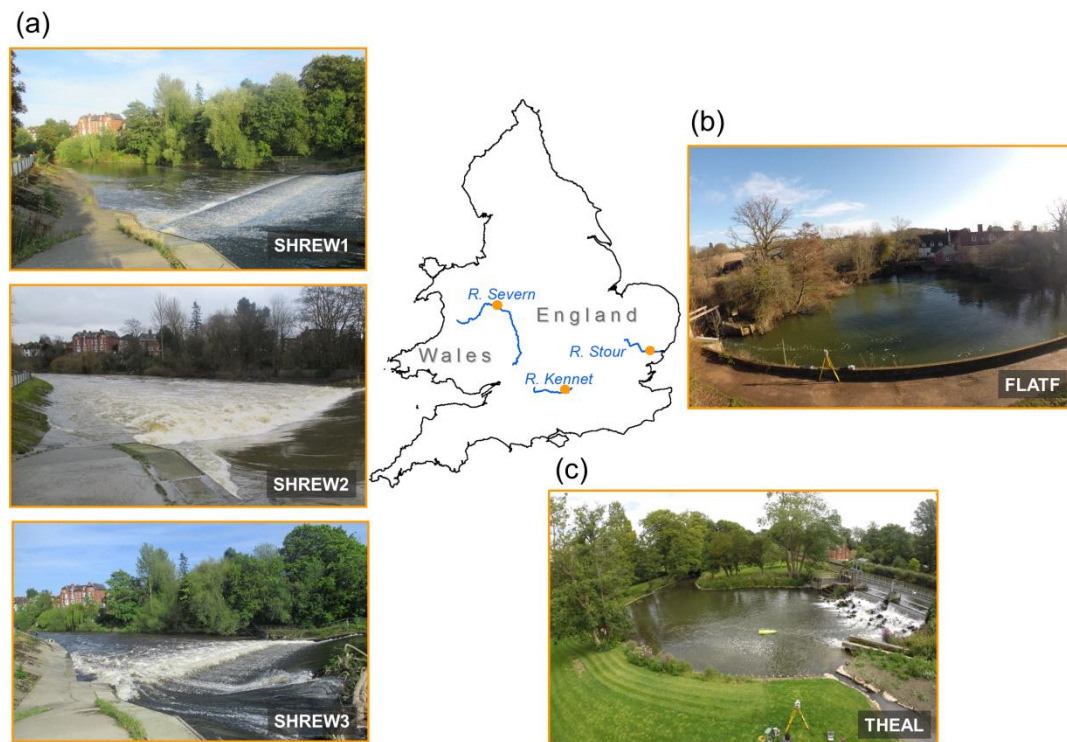 (a)
SHREW1
SHREW2
SHREW3
R. Severn
England
Wales
R. Stour
R. Kennet
(b)
FLATF
(c)
THEAL